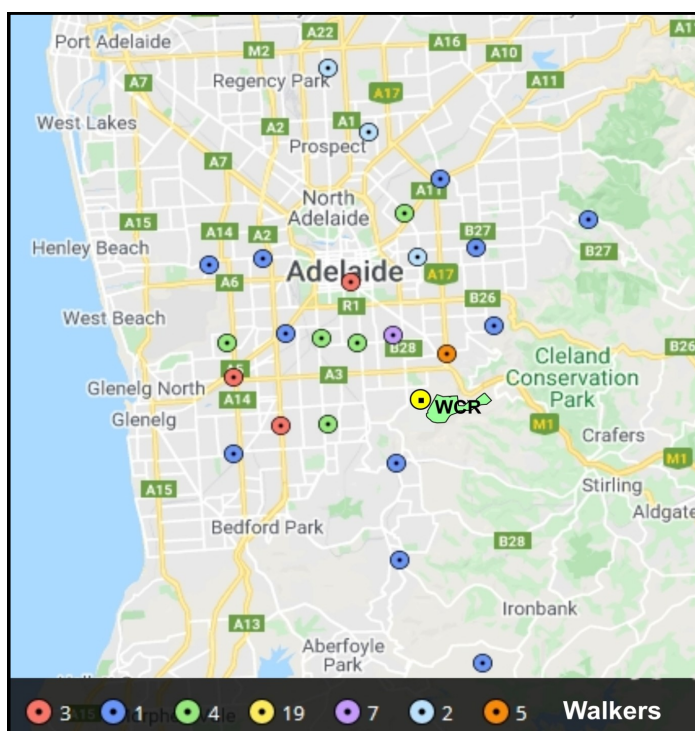 A22
Port Adelaide
M2
A16
A10
A1
Regency Park
A7
A11
A17
West Lakes
A2
A1
Prospect
A7
A11
North
Adelaide
A15
A14
A2
B27
B27
Henley Beach
Adelaide
A17
A6
B26
R1
West Beach
B28
B26
Cleland
Conservation
Park
A5
A3
Glenelg North
A14
WCR
Glenelg
M1
Crafers
M1
A15
Stirling
Aldgate
Bedford Park
B28
Ironbank
A13
Aberfoyle
Park
3 1 4 19 7 2 5 Walkers
A15